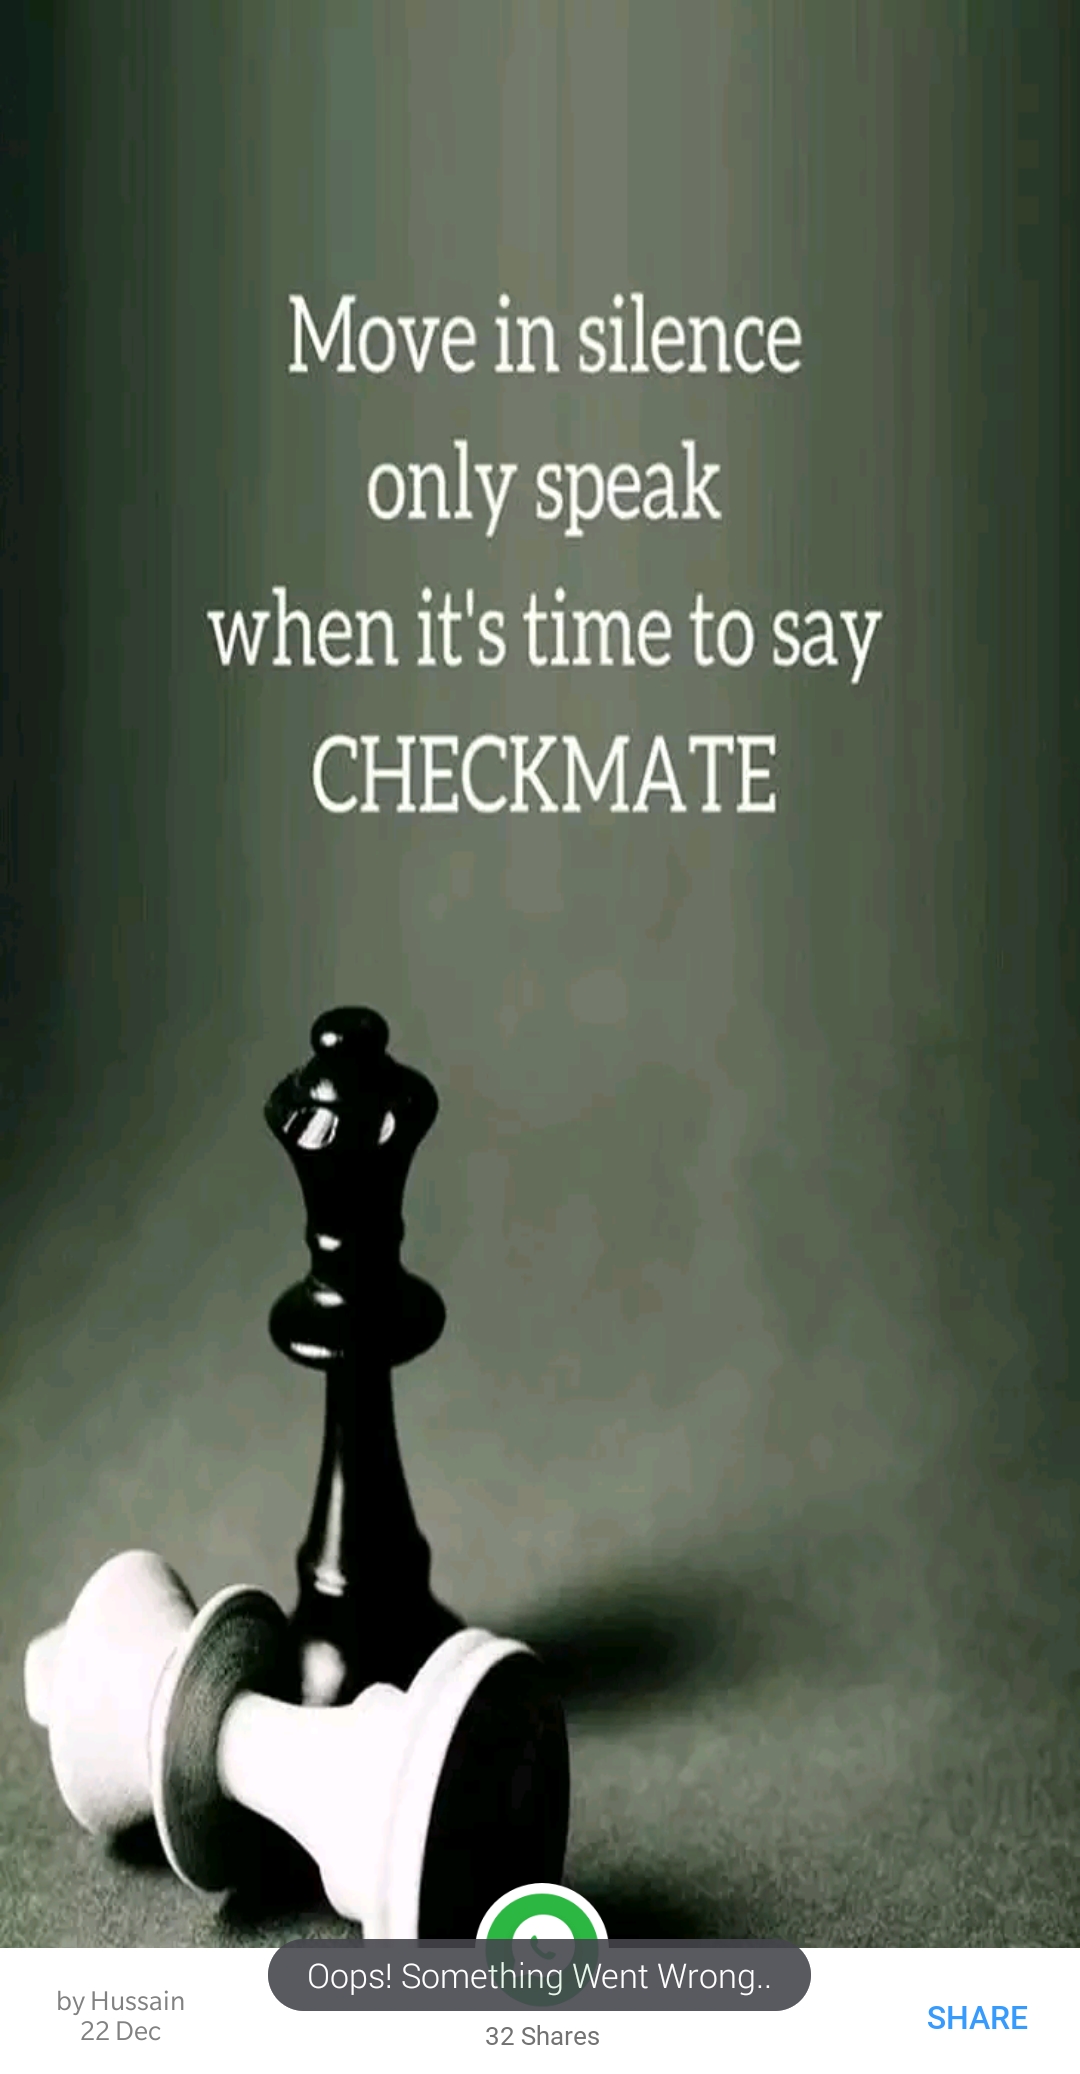 Move in silence
only speak
when it's time to say
CHECKMATE
Oops! Something Went Wrong..
by Hussain
22 Dec
32 Shares
SHARE